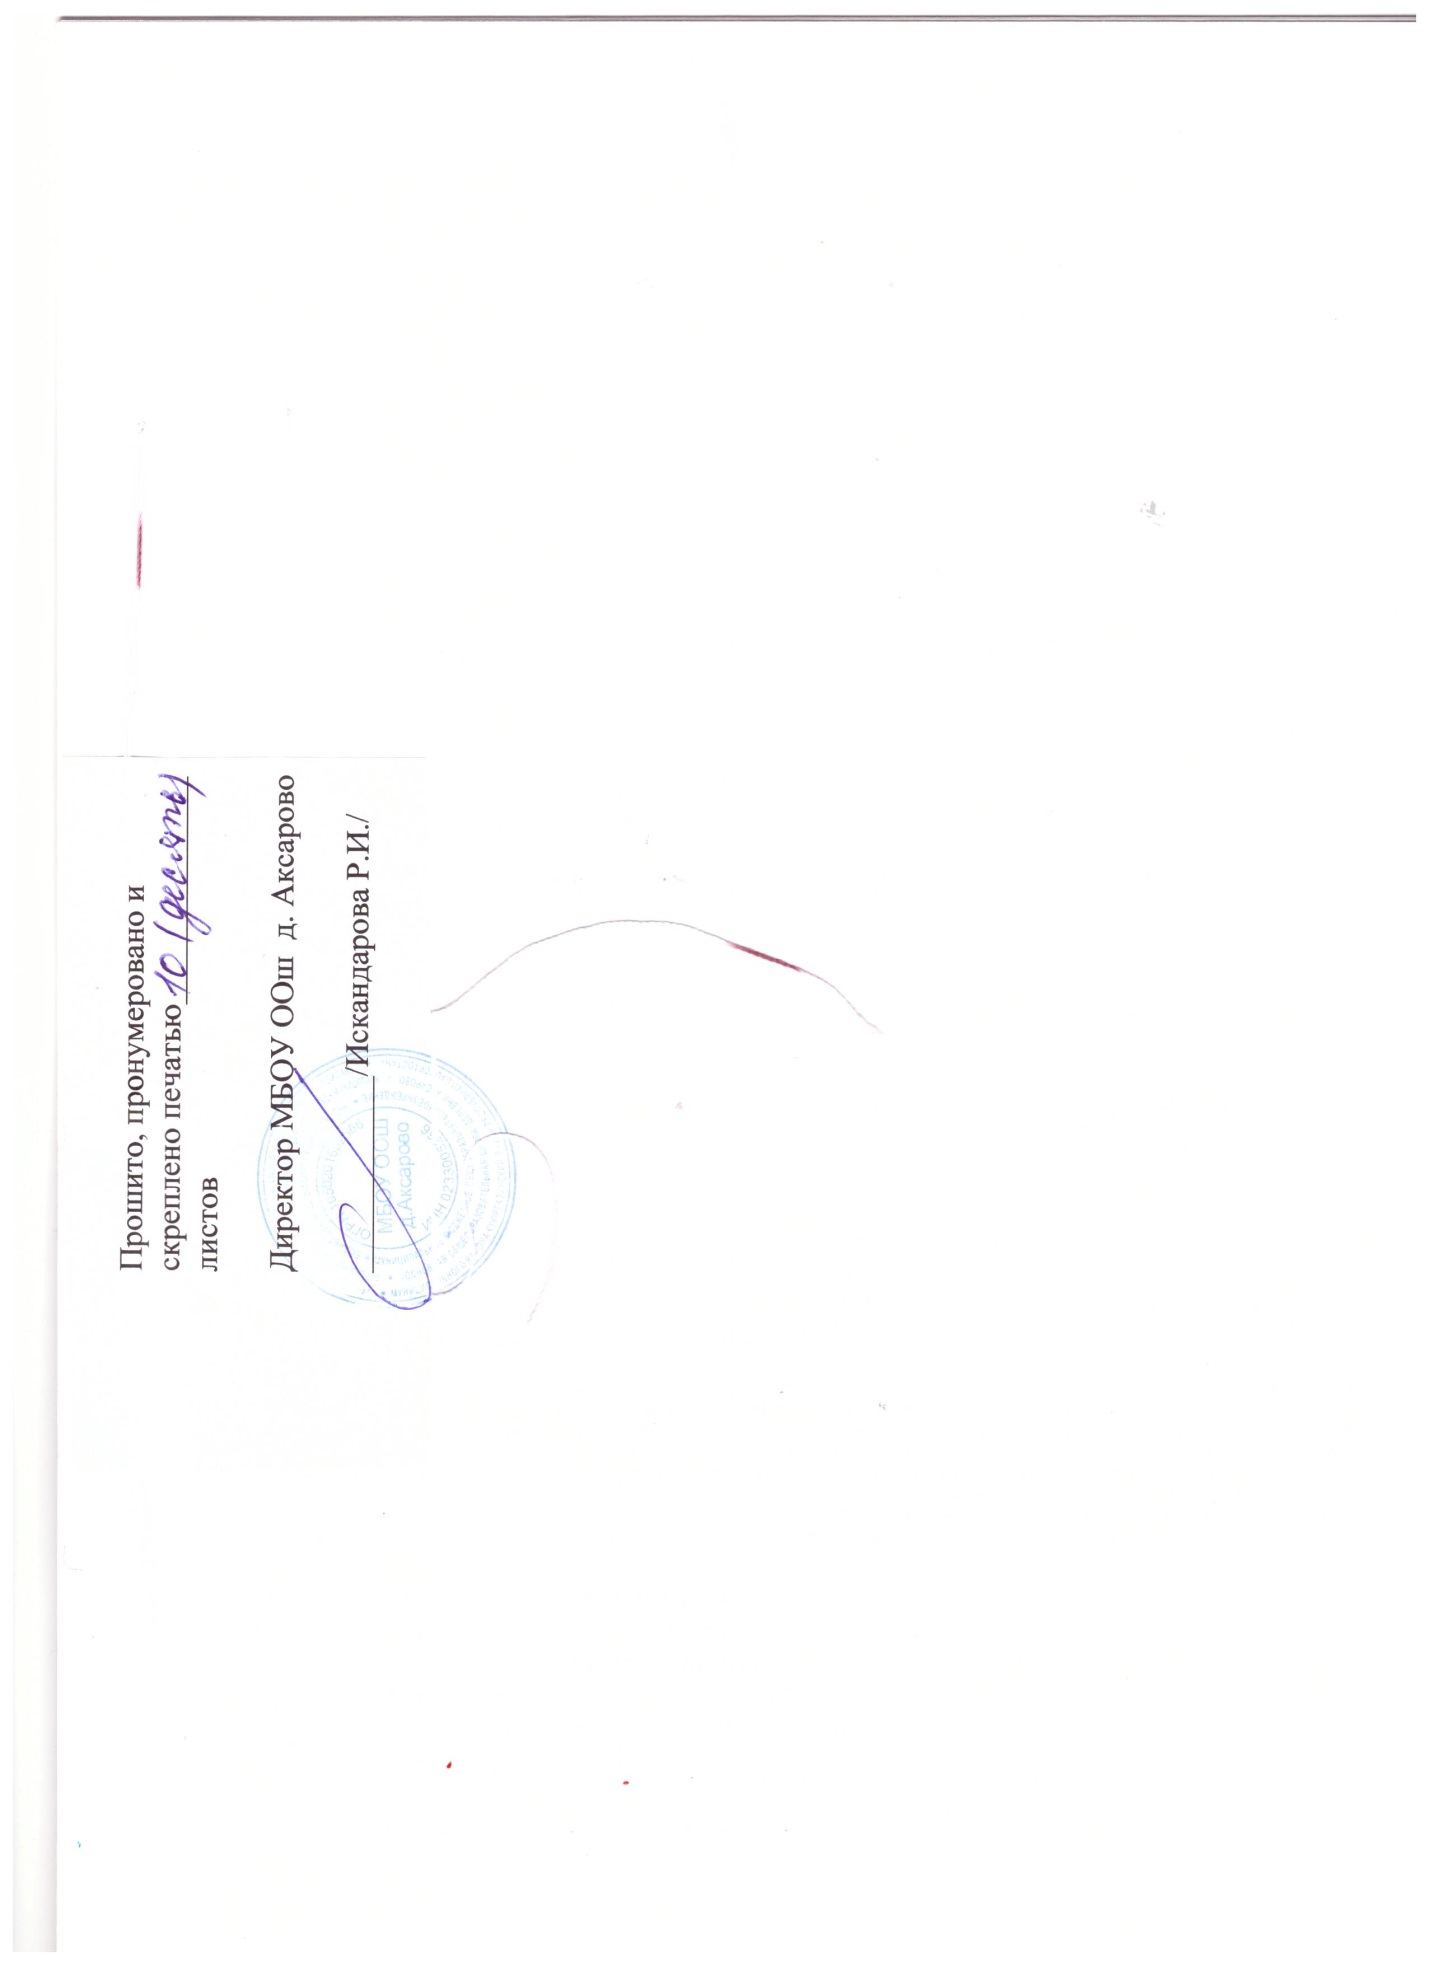 Прошито, пронумеровано и
скреплено печатью 10 (десять)
листов
Директор МБОУ ООш д. Аксарово
/Искандарова Р.И./
МБОУ ООШ
д.Аксарово